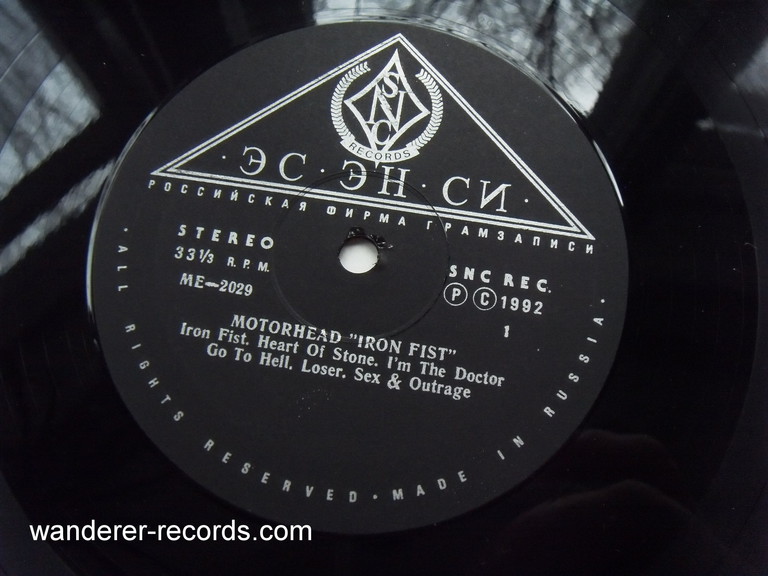 SNC
RECORDS
· ЭС · ЭН · СИ ·
РОССИЙСКАЯ ФИРМА ГРАМЗАПИСИ
STEREO
33⅓ R. P. M.
ME—2029
SNC REC.
Ⓟ Ⓒ 1992
1
MOTORHEAD "IRON FIST"
Iron Fist. Heart Of Stone. I'm The Doctor
Go To Hell. Loser. Sex & Outrage
· ALL RIGHTS RESERVED · MADE IN RUSSIA ·
wanderer-records.com